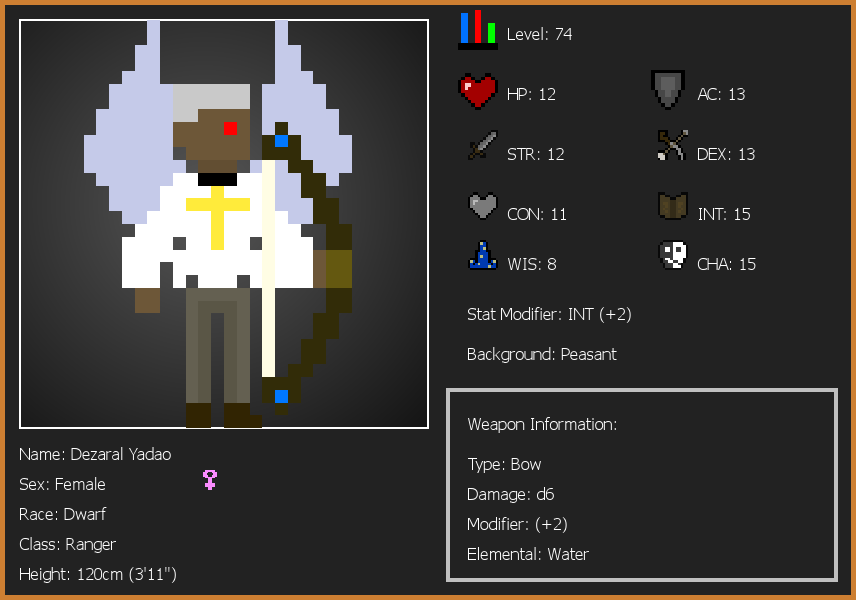 Level: 74
HP: 12
AC: 13
STR: 12
DEX: 13
CON: 11
INT: 15
WIS: 8
CHA: 15
Stat Modifier: INT (+2)
Background: Peasant
Weapon Information:
Type: Bow
Damage: d6
Modifier: (+2)
Elemental: Water
Name: Dezaral Yadao
Sex: Female
Race: Dwarf
Class: Ranger
Height: 120cm (3'11")